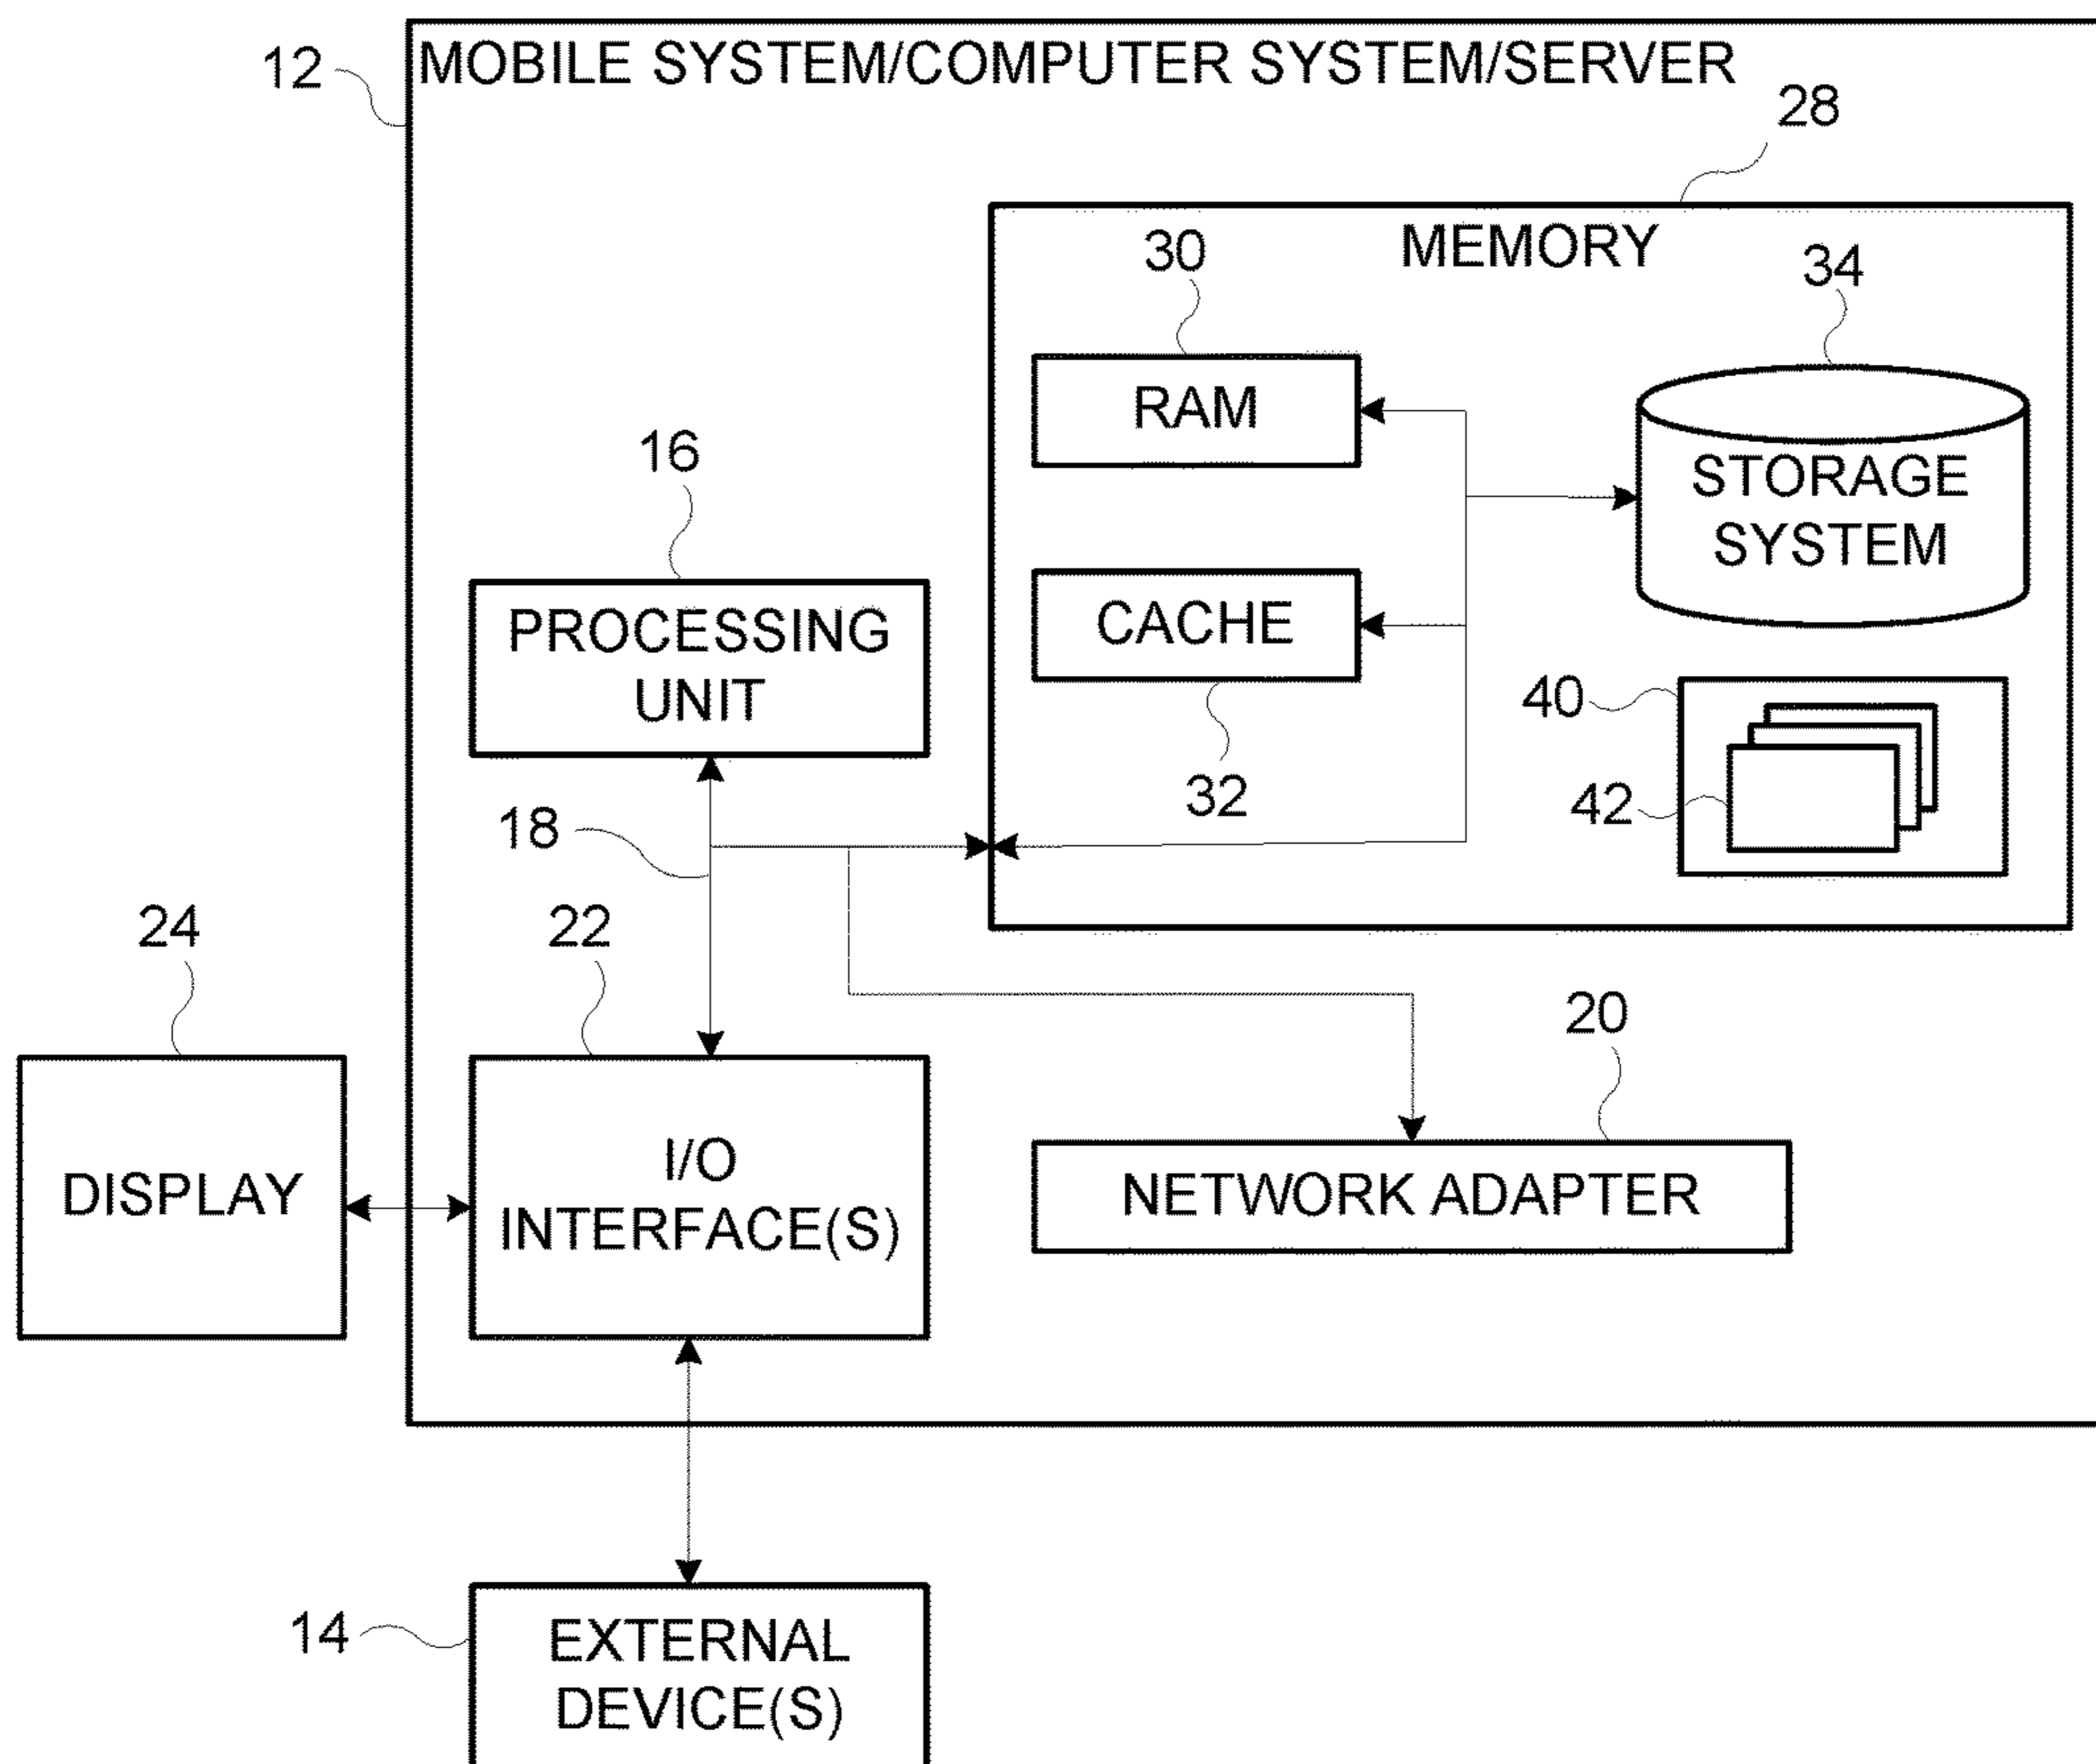 12
MOBILE SYSTEM/COMPUTER SYSTEM/SERVER
28
MEMORY
30
34
RAM
STORAGE
SYSTEM
16
PROCESSING
UNIT
CACHE
40
32
42
18
24
22
20
DISPLAY
I/O
INTERFACE(S)
NETWORK ADAPTER
14
EXTERNAL
DEVICE(S)